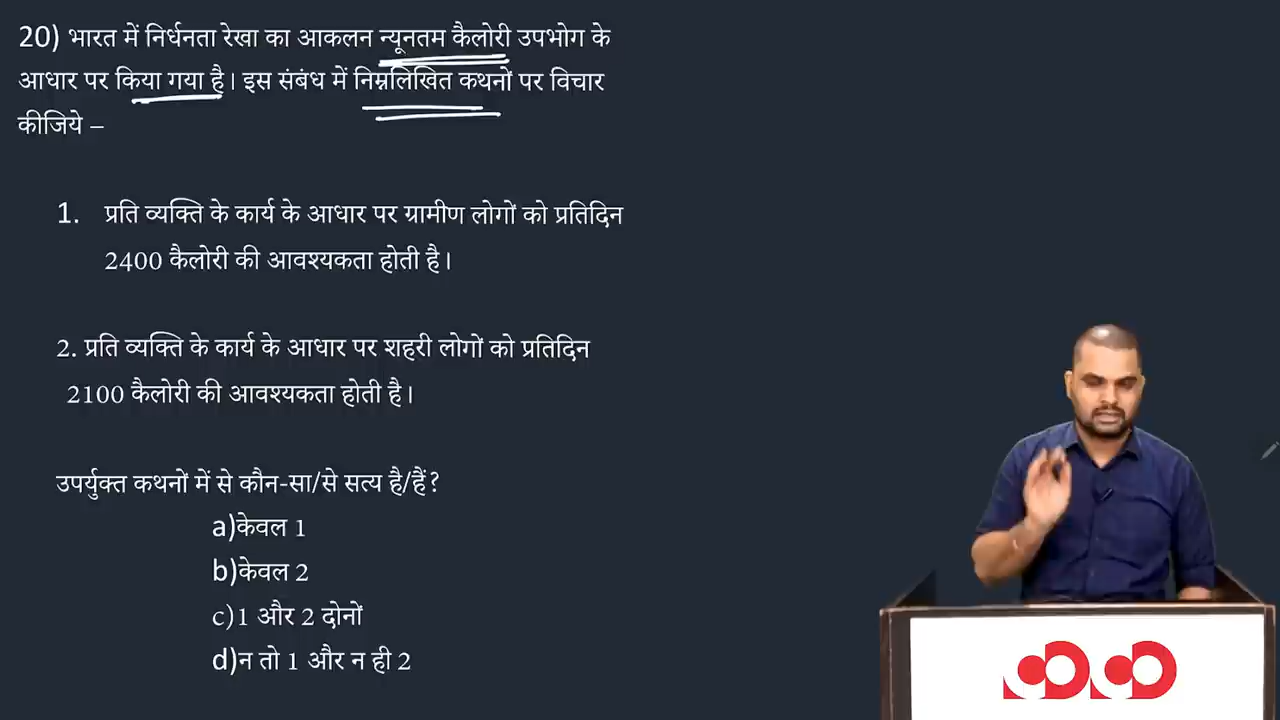 20) भारत में निर्धनता रेखा का आकलन न्यूनतम कैलोरी उपभोग के
आधार पर किया गया है। इस संबंध में निम्नलिखित कथनों पर विचार
कीजिये –
1. प्रति व्यक्ति के कार्य के आधार पर ग्रामीण लोगों को प्रतिदिन
2400 कैलोरी की आवश्यकता होती है।
2. प्रति व्यक्ति के कार्य के आधार पर शहरी लोगों को प्रतिदिन
2100 कैलोरी की आवश्यकता होती है।
उपर्युक्त कथनों में से कौन-सा/से सत्य है/हैं?
a)केवल 1
b)केवल 2
c)1 और 2 दोनों
d)न तो 1 और न ही 2